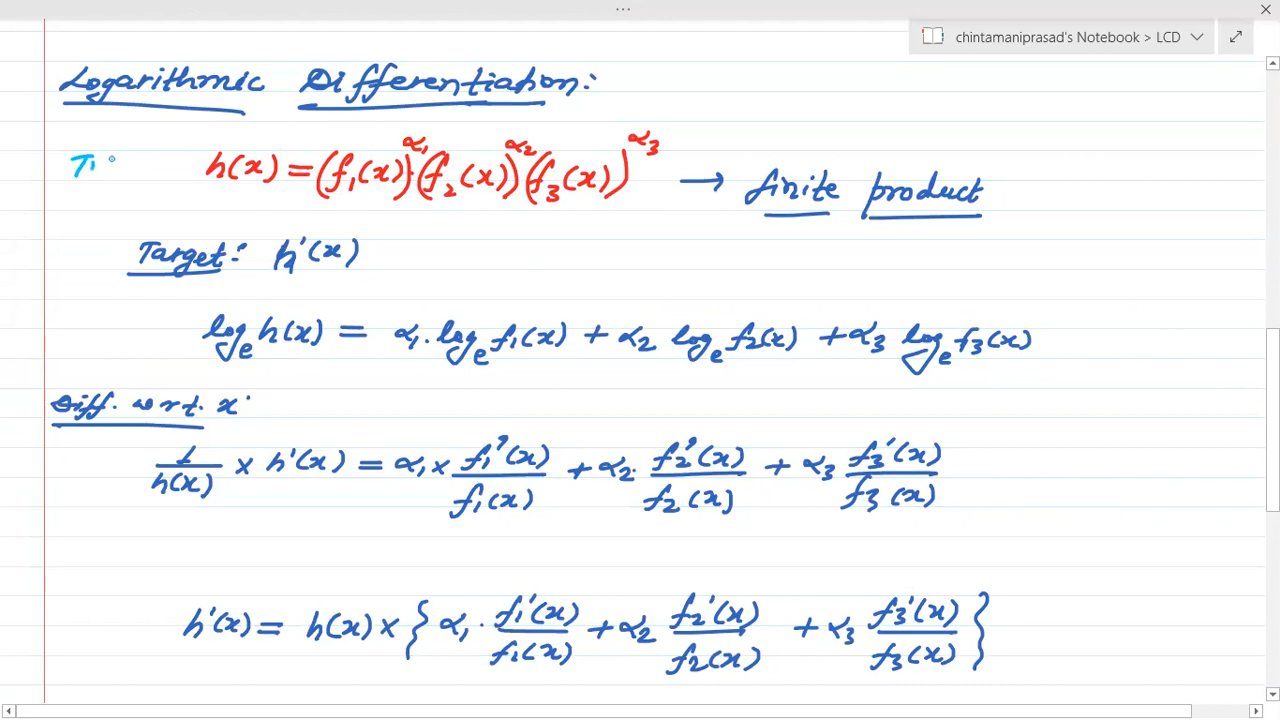 ...
chintamaniprasad's Notebook > LCD
Logarithmic Differentiation:
Ti h(x) = (f₁(x))^α₁·(f₂(x))^α₂(f₃(x))^α₃ → finite product
Target: h'(x)
logₑ h(x) = α₁·logₑ f₁(x) + α₂ logₑ f₂(x) + α₃ logₑ f₃(x)
Diff. w.r.t. x
1/h(x) × h'(x) = α₁ × f₁'(x)/f₁(x) + α₂· f₂'(x)/f₂(x) + α₃ f₃'(x)/f₃(x)
h'(x) = h(x) × { α₁· f₁'(x)/f₁(x) + α₂ f₂'(x)/f₂(x) + α₃ f₃'(x)/f₃(x) }